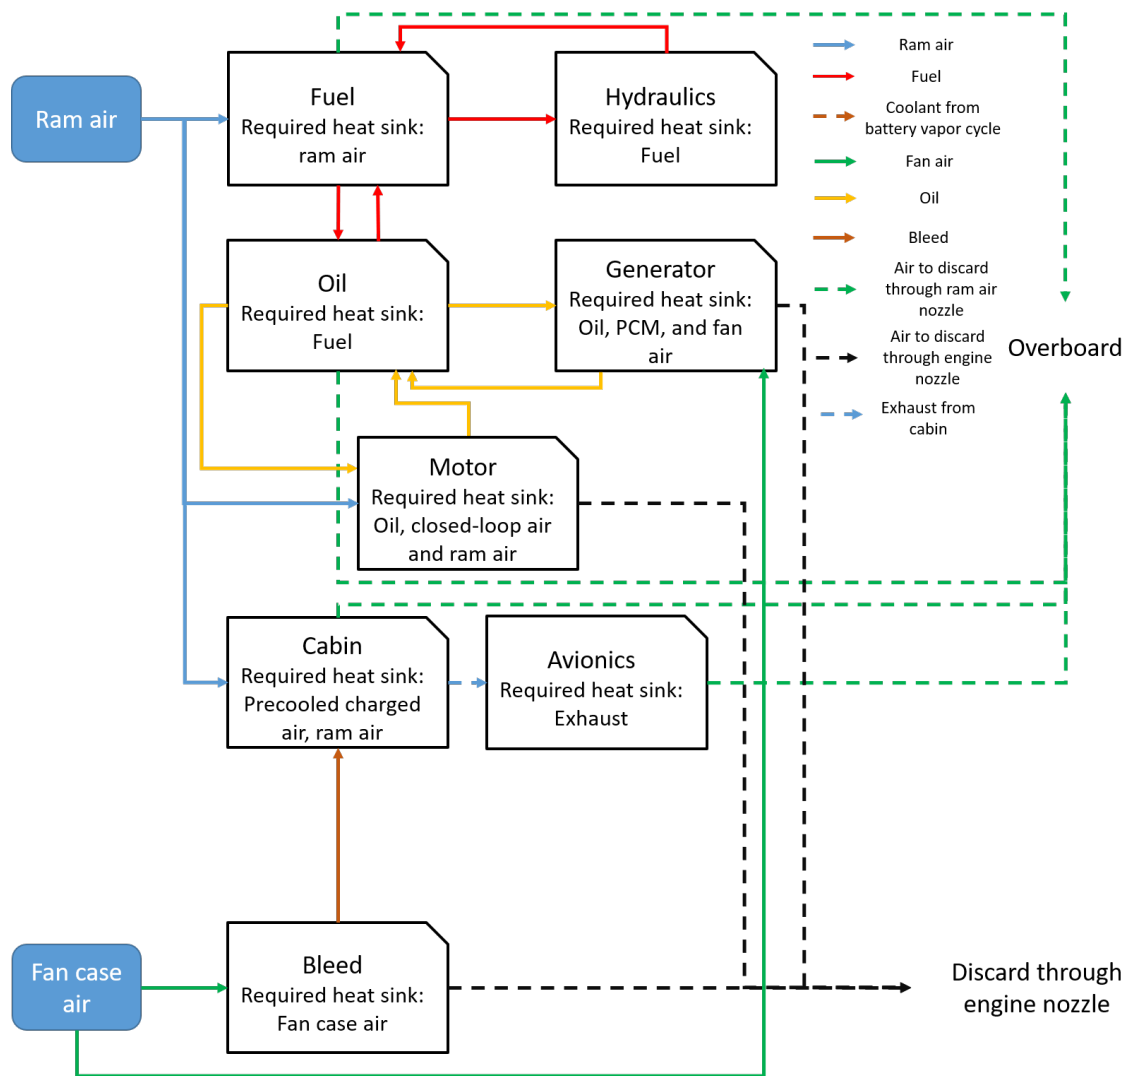 Ram air
Fuel
Required heat sink:
ram air
Hydraulics
Required heat sink:
Fuel
Oil
Required heat sink:
Fuel
Generator
Required heat sink:
Oil, PCM, and fan
air
Motor
Required heat sink:
Oil, closed-loop air
and ram air
Cabin
Required heat sink:
Precooled charged
air, ram air
Avionics
Required heat sink:
Exhaust
Fan case
air
Bleed
Required heat sink:
Fan case air
Ram air
Fuel
Coolant from
battery vapor cycle
Fan air
Oil
Bleed
Air to discard
through ram air
nozzle
Air to discard
through engine
nozzle
Exhaust from
cabin
Overboard
Discard through
engine nozzle